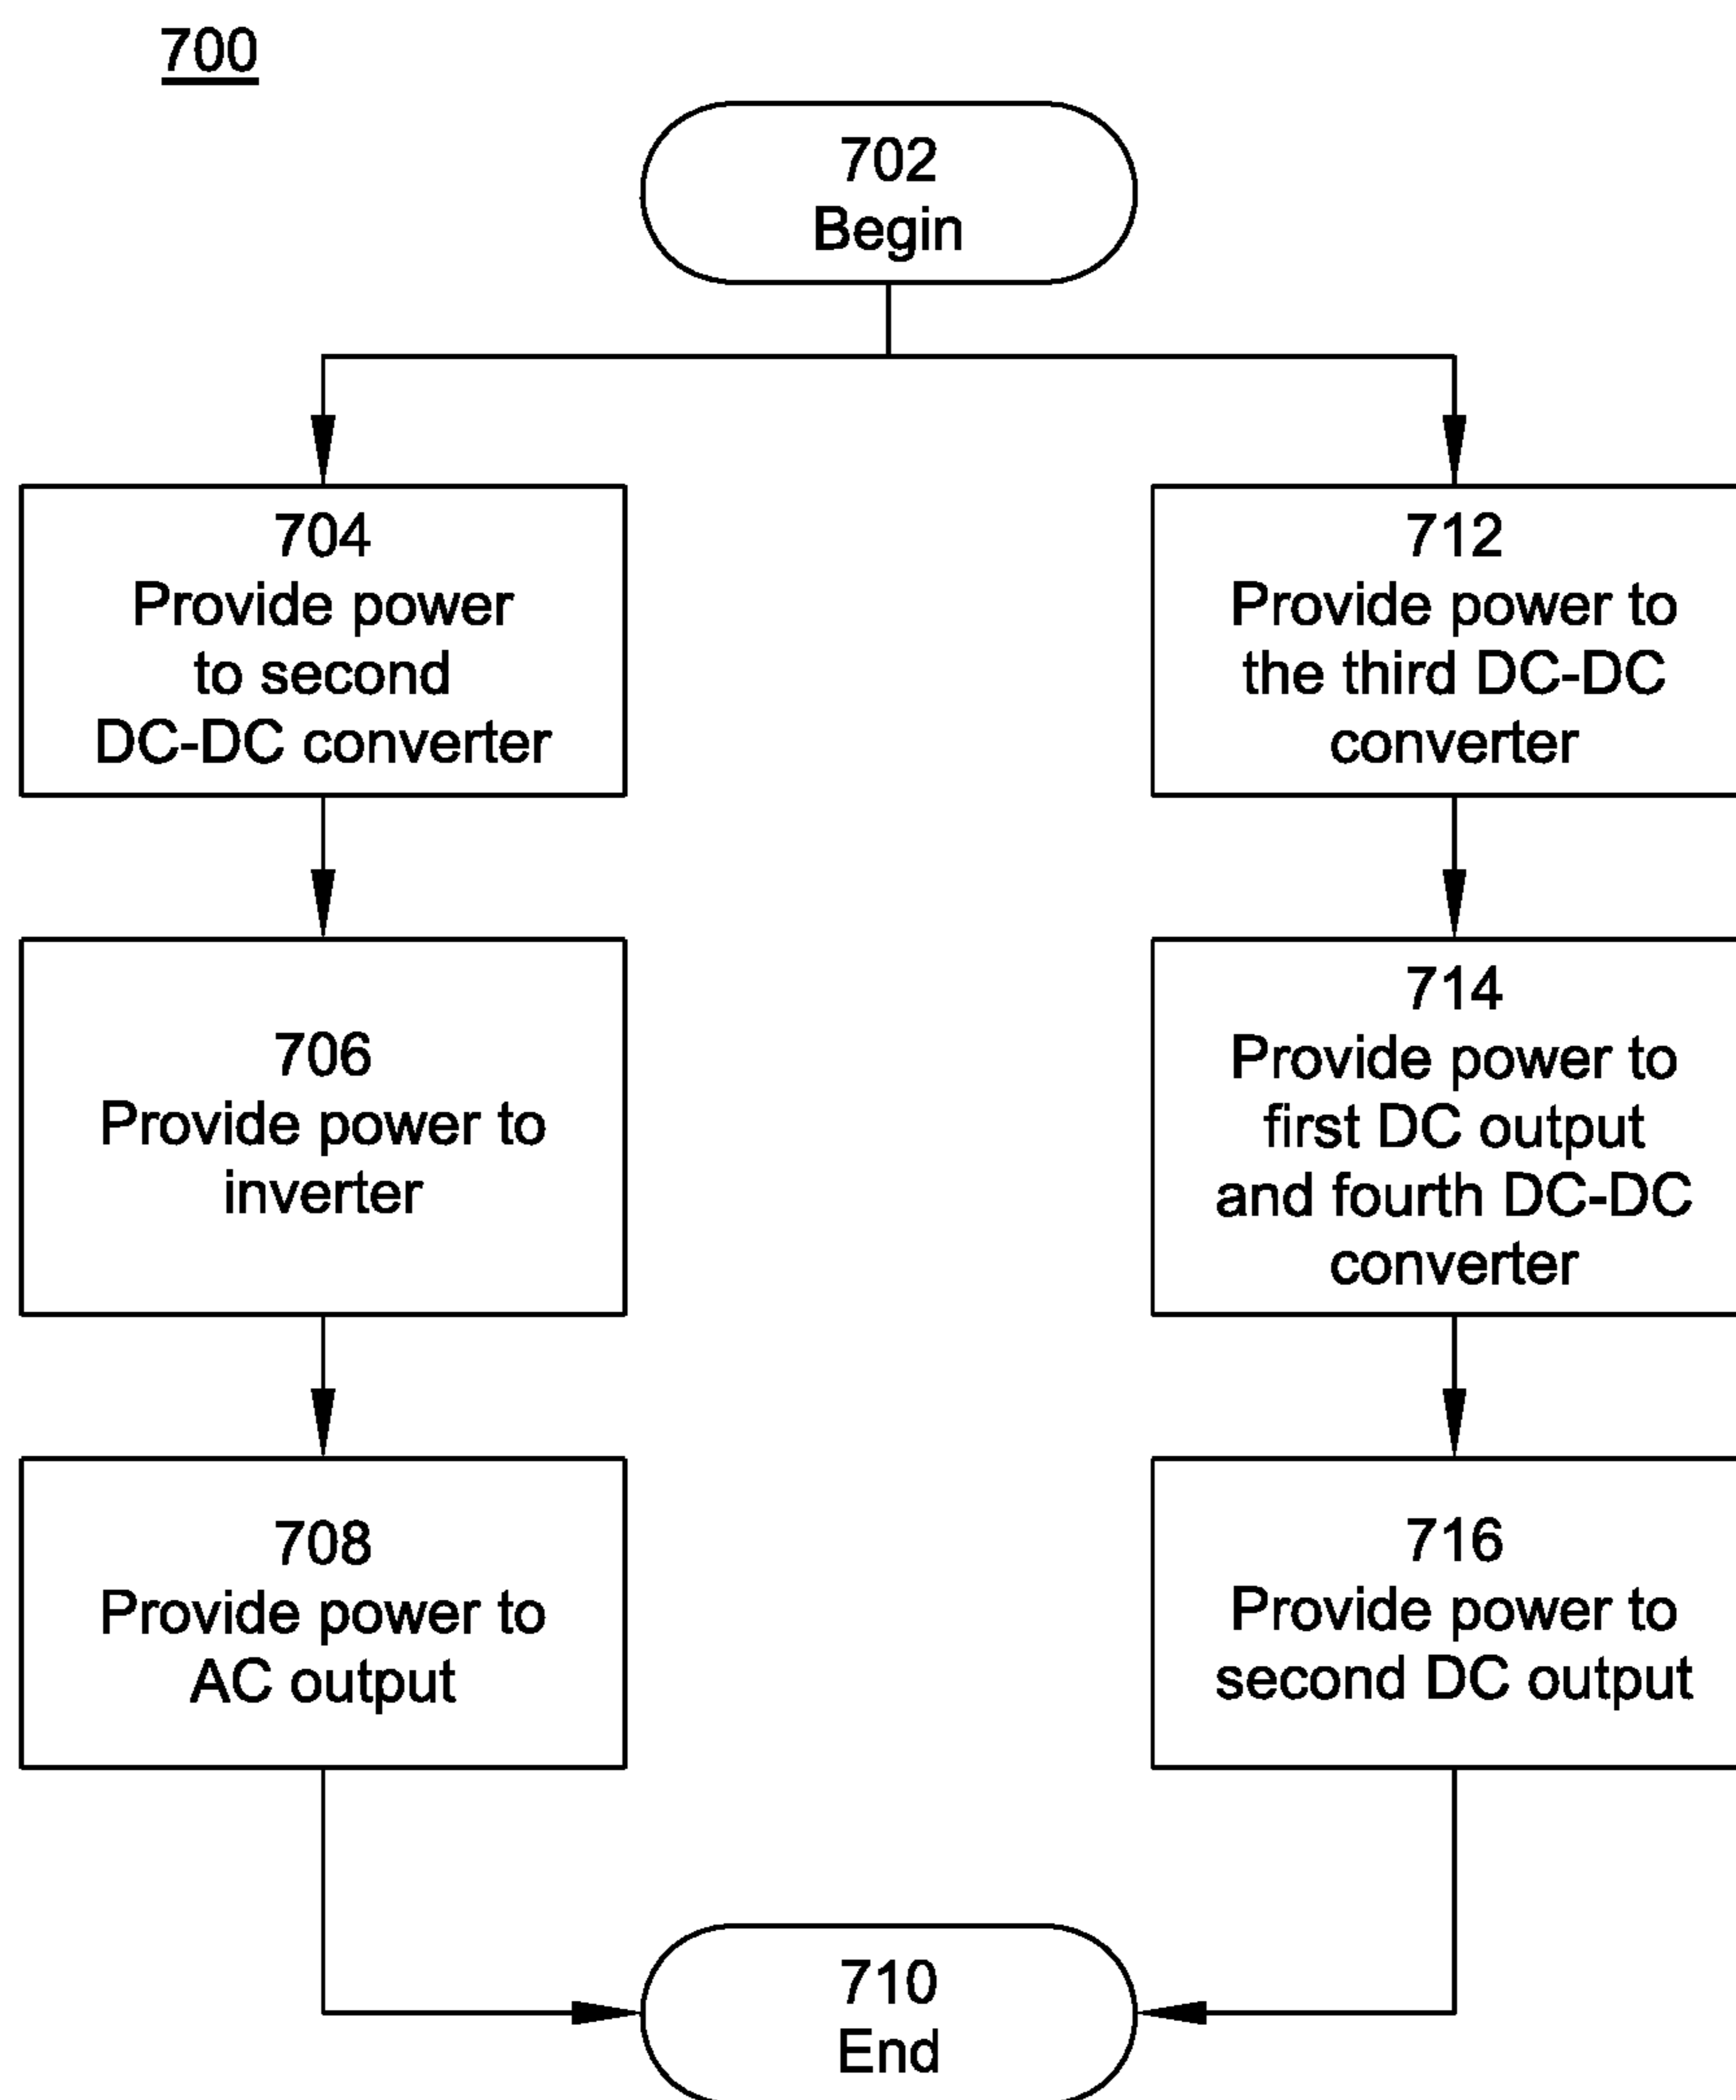 700
702
Begin
704
Provide power
to second
DC-DC converter
706
Provide power to
inverter
708
Provide power to
AC output
712
Provide power to
the third DC-DC
converter
714
Provide power to
first DC output
and fourth DC-DC
converter
716
Provide power to
second DC output
710
End